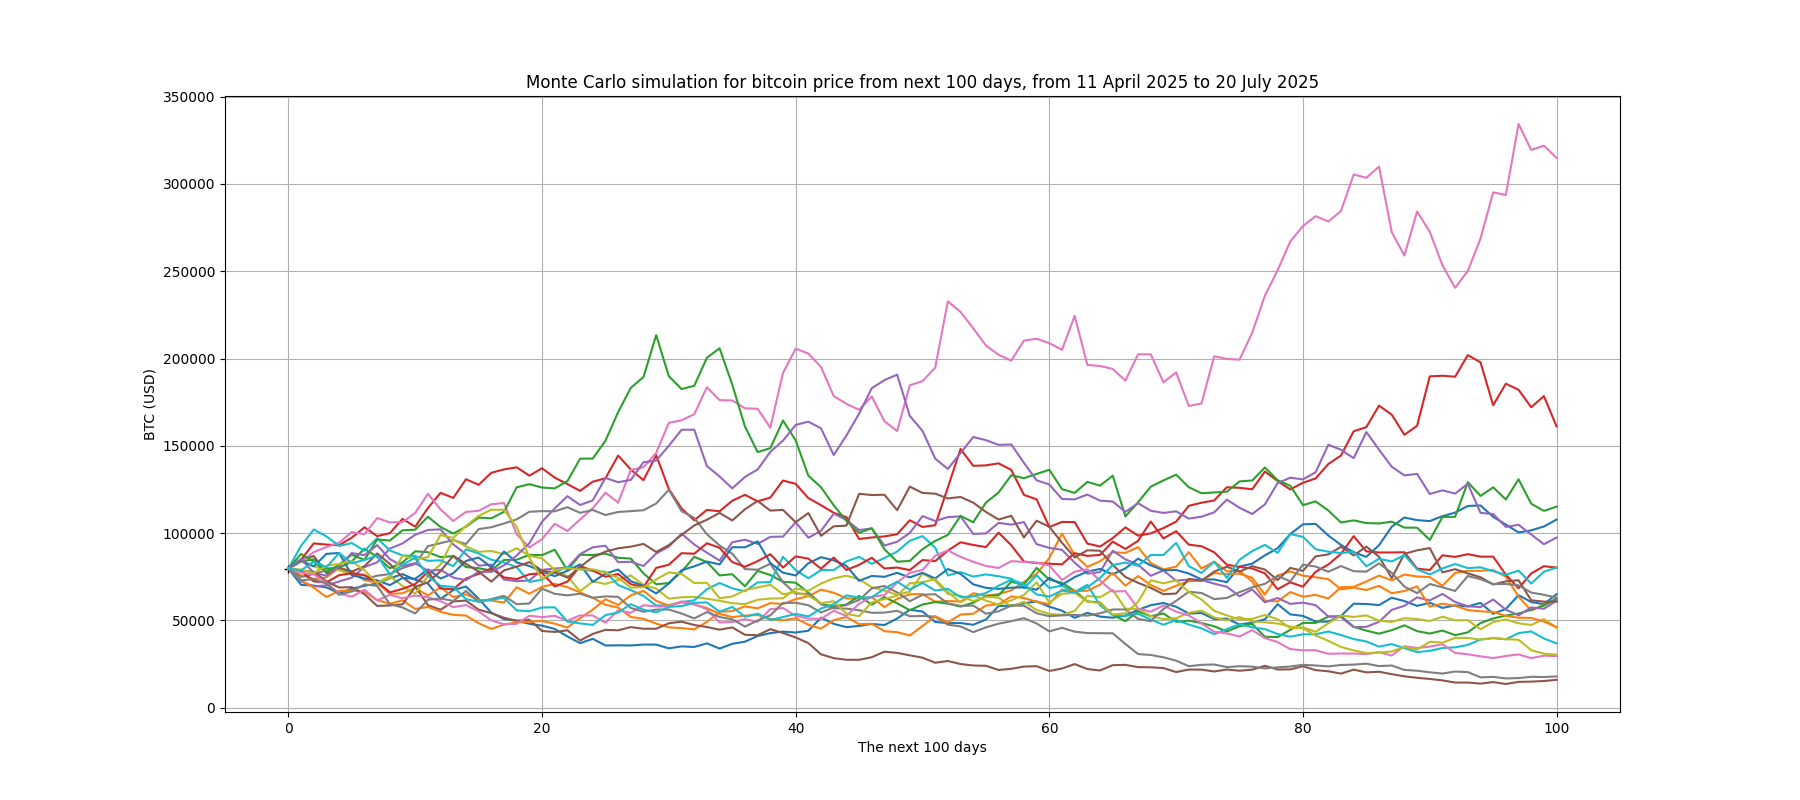 Monte Carlo simulation for bitcoin price from next 100 days, from 11 April 2025 to 20 July 2025
350000
300000
250000
200000
150000
100000
50000
0
BTC (USD)
0 20 40 60 80 100
The next 100 days